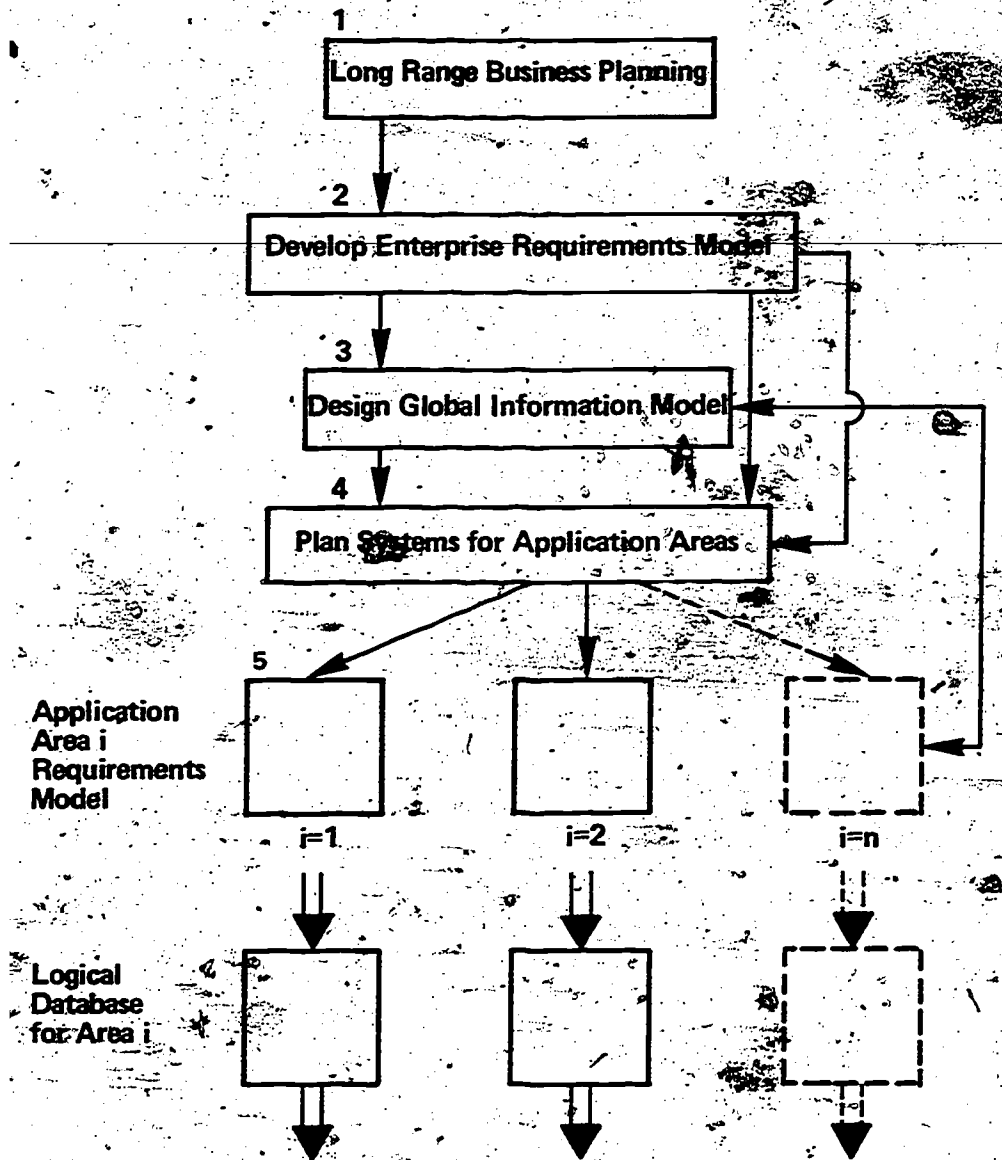 1
Long Range Business Planning
2
Develop Enterprise Requirements Model
3
Design Global Information Model
4
Plan Systems for Application Areas
5
Application
Area i
Requirements
Model
i=1
i=2
i=n
Logical
Database
for Area i